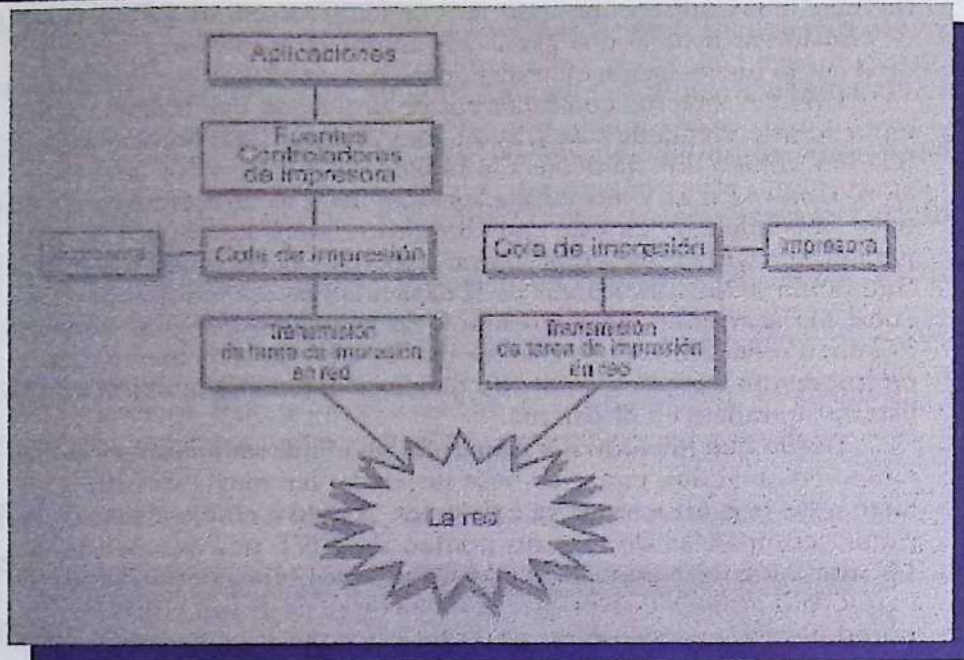 Aplicaciones
Fuentes
Controladores
de impresora
Impresora
Cola de impresión
Cola de impresión
Impresora
Transmisión
de tarea de impresión
en red
Transmisión
de tarea de impresión
en red
La red